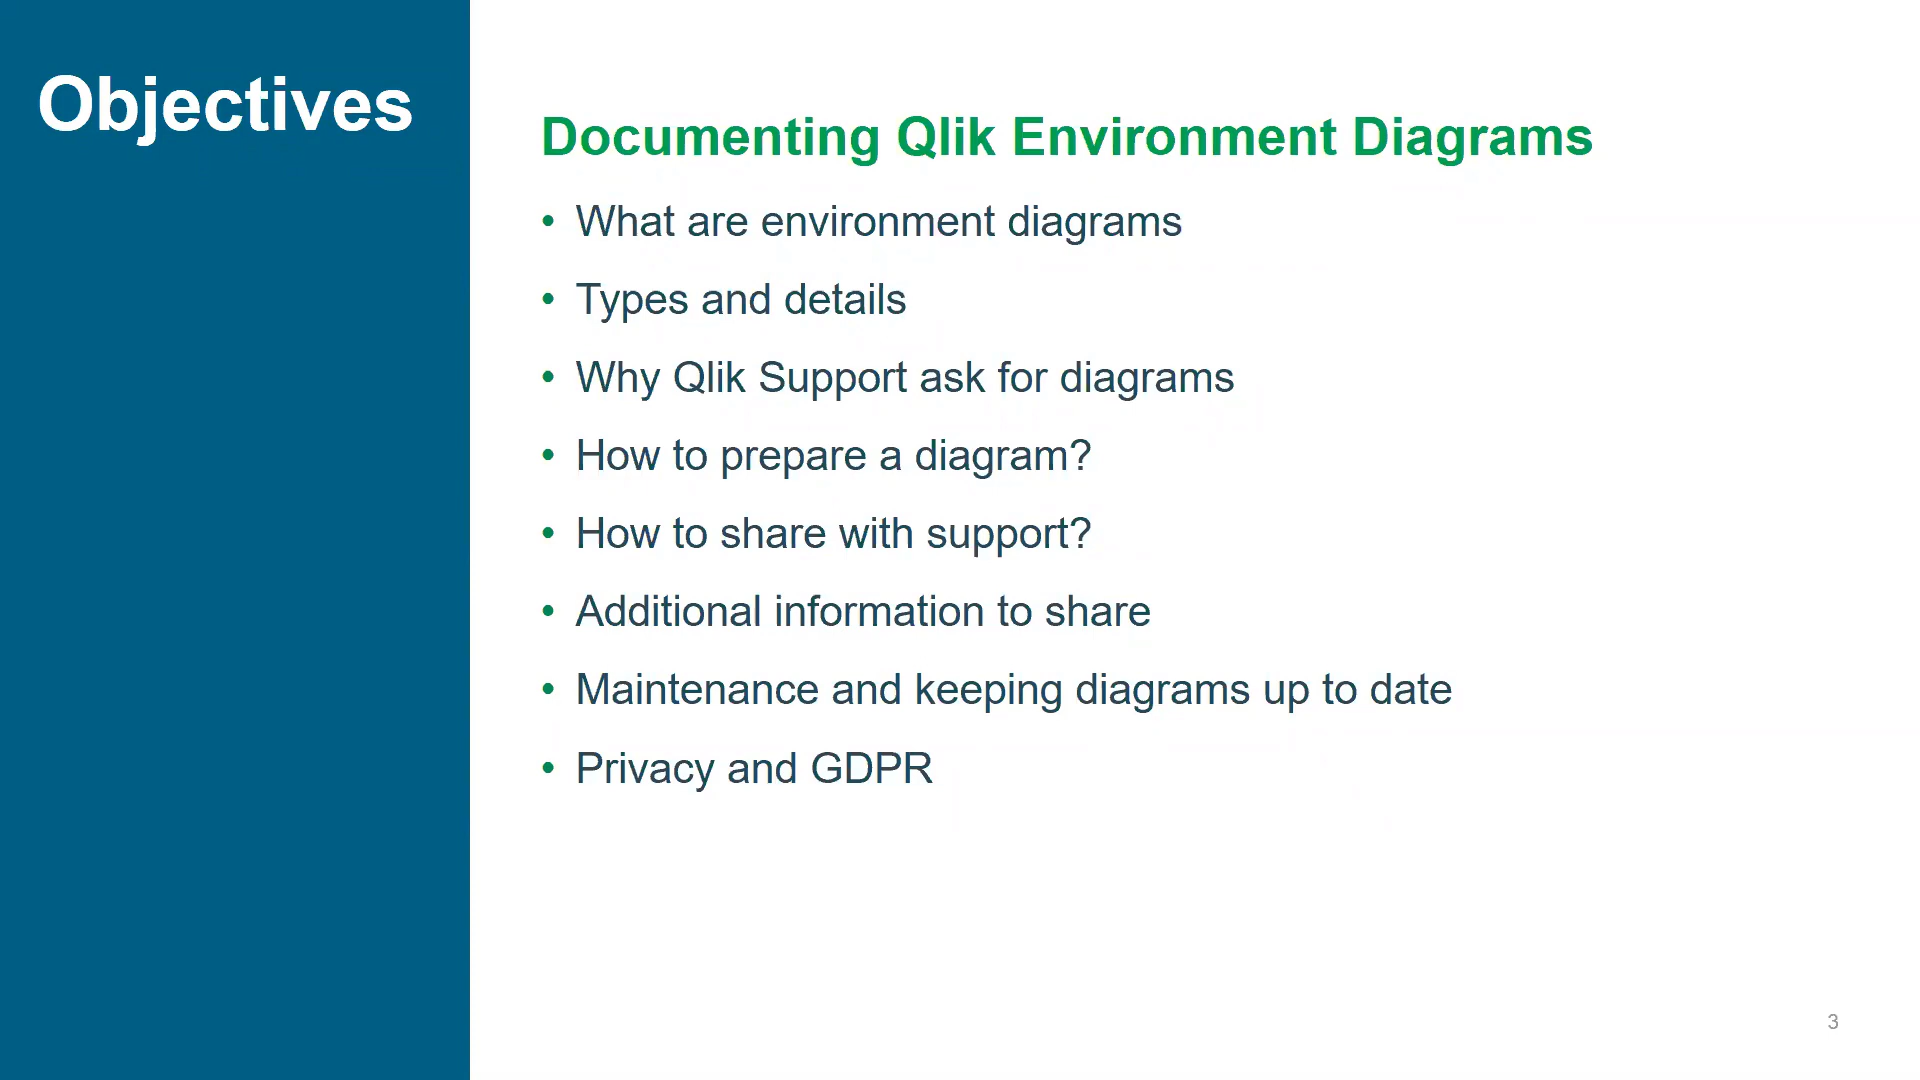 Objectives
Documenting Qlik Environment Diagrams
• What are environment diagrams
• Types and details
• Why Qlik Support ask for diagrams
• How to prepare a diagram?
• How to share with support?
• Additional information to share
• Maintenance and keeping diagrams up to date
• Privacy and GDPR
3